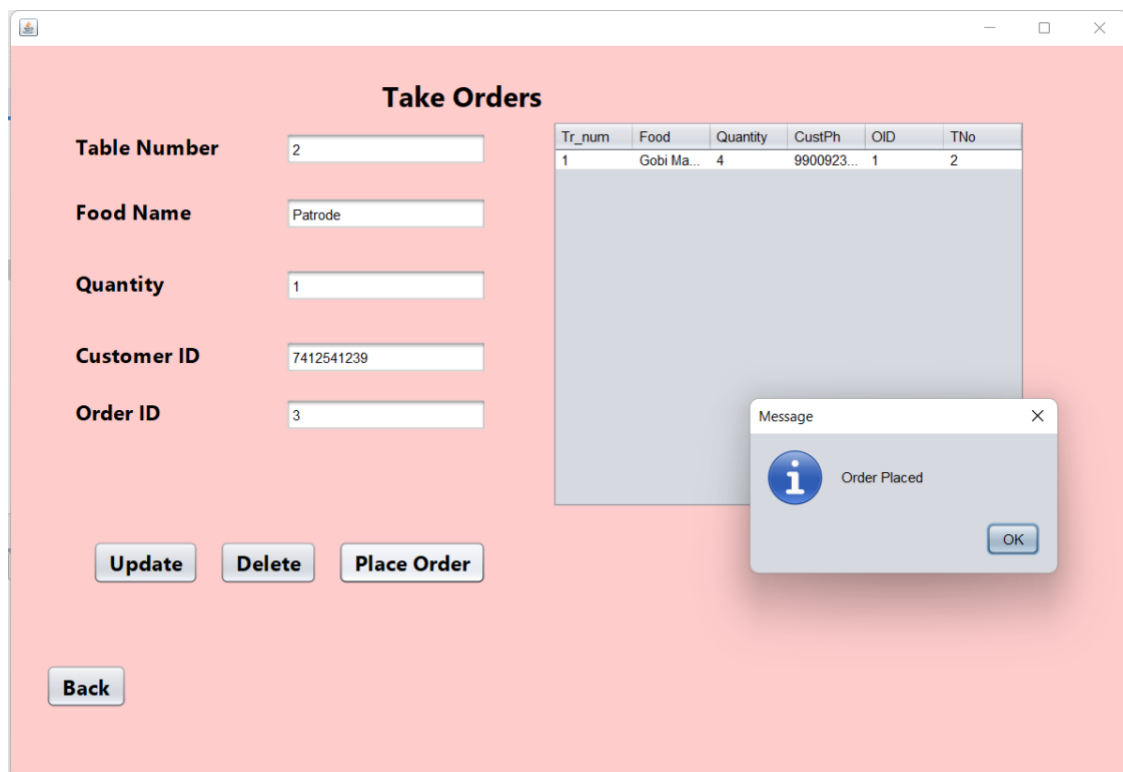 Take Orders
Table Number 2
Food Name Patrode
Quantity 1
Customer ID 7412541239
Order ID 3
Update Delete Place Order
Back
Tr_num Food Quantity CustPh OID TNo
1 Gobi Ma... 4 9900923... 1 2
Message
Order Placed
OK